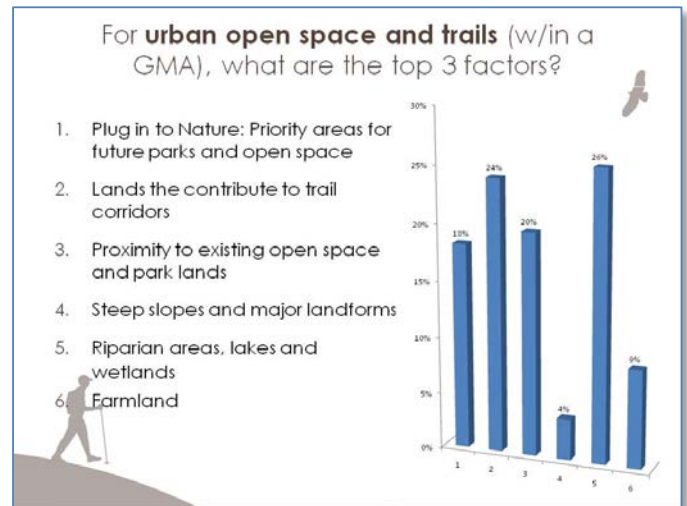 For urban open space and trails (w/in a
GMA), what are the top 3 factors?
1. Plug in to Nature: Priority areas for
future parks and open space
2. Lands the contribute to trail
corridors
3. Proximity to existing open space
and park lands
4. Steep slopes and major landforms
5. Riparian areas, lakes and
wetlands
6. Farmland
30%
25%
20%
15%
10%
5%
0%
18%
24%
20%
4%
26%
9%
1
2
3
4
5
6